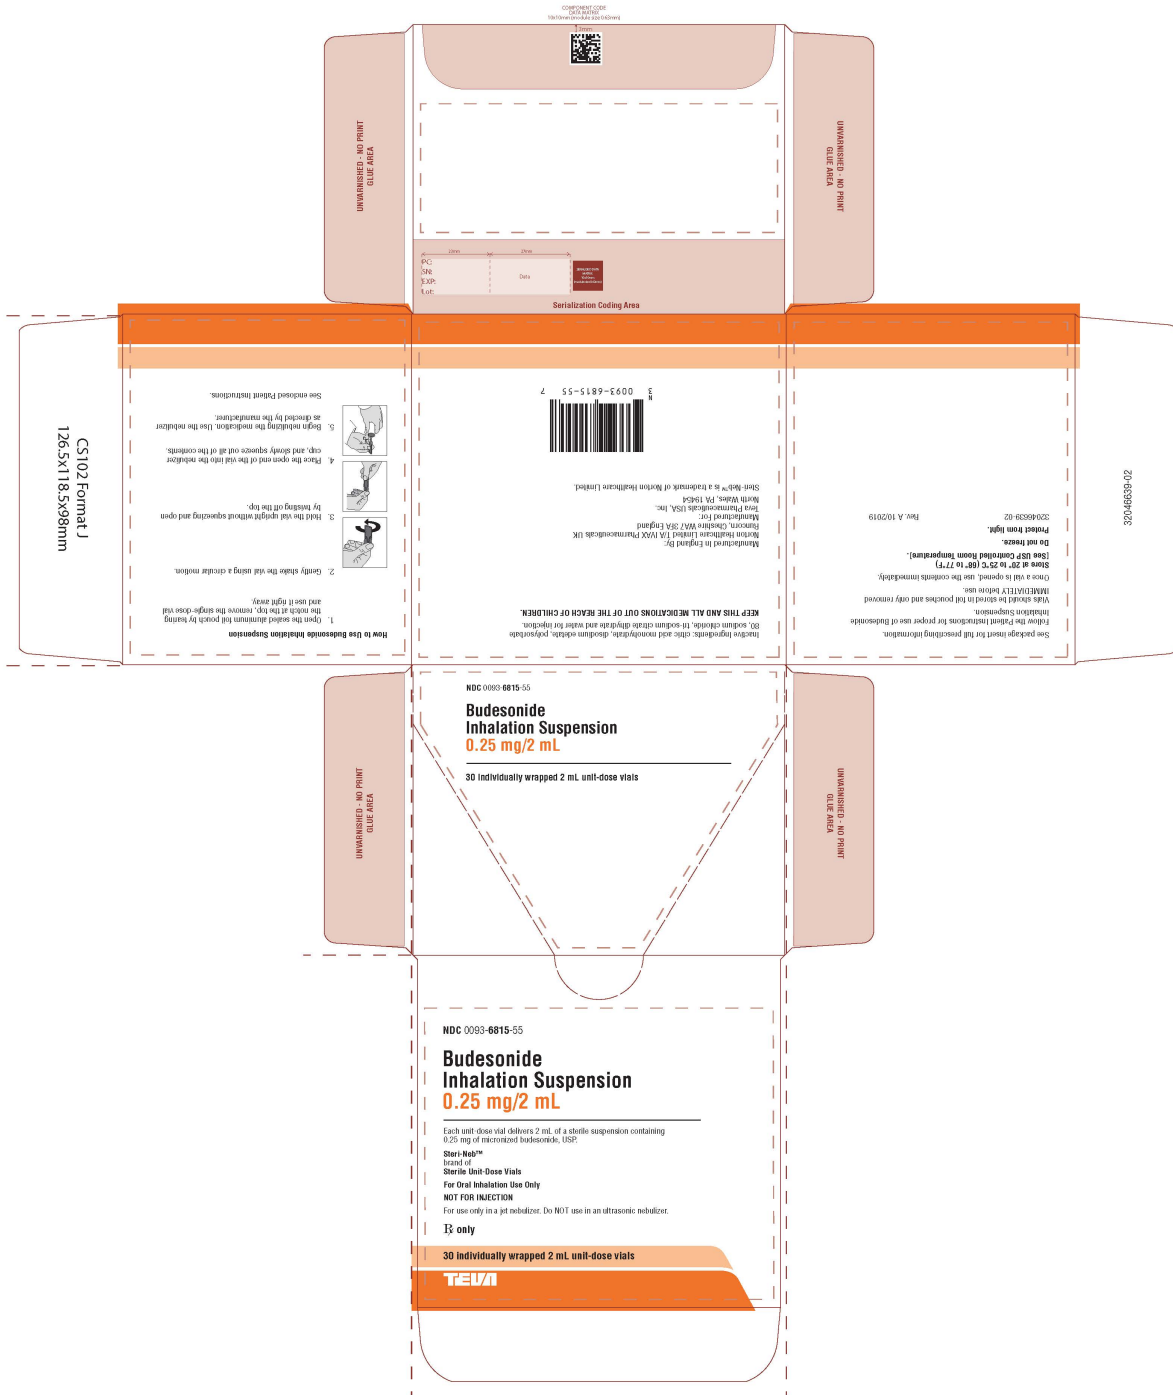 COMPONENT CODE
DATA MATRIX
10x10mm (module size 0.63mm)
3mm
UNVARNISHED - NO PRINT
GLUE AREA
UNVARNISHED - NO PRINT
GLUE AREA
PC:
SN:
EXP:
Lot:
Data
Serialization Coding Area
CS102 Format J
126.5x118.5x98mm
How to Use Budesonide Inhalation Suspension
1. Open the sealed aluminum foil pouch by tearing
the notch at the top, remove the single-dose vial
and use it right away.
2. Gently shake the vial using a circular motion.
3. Hold the vial upright without squeezing and open
by twisting off the top.
4. Place the open end of the vial into the nebulizer
cup, and slowly squeeze out all of the contents.
5. Begin nebulizing the medication. Use the nebulizer
as directed by the manufacturer.
See enclosed Patient Instructions.
Inactive ingredients: citric acid monohydrate, disodium edetate, polysorbate
80, sodium chloride, tri-sodium citrate dihydrate and water for injection.
KEEP THIS AND ALL MEDICATIONS OUT OF THE REACH OF CHILDREN.
Manufactured In England By:
Norton Healthcare Limited T/A IVAX Pharmaceuticals UK
Runcorn, Cheshire WA7 3FA England
Manufactured For:
Teva Pharmaceuticals USA, Inc.
North Wales, PA 19454
Steri-Neb™ is a trademark of Norton Healthcare Limited.
N
3 0093-6815-55 7
See package insert for full prescribing information.
Follow the Patient Instructions for proper use of Budesonide
Inhalation Suspension.
Vials should be stored in foil pouches and only removed
IMMEDIATELY before use.
Once a vial is opened, use the contents immediately.
Store at 20° to 25°C (68° to 77°F)
[See USP Controlled Room Temperature].
Do not freeze.
Protect from light.
32046639-02 Rev. A 10/2019
32046639-02
NDC 0093-6815-55
Budesonide
Inhalation Suspension
0.25 mg/2 mL
30 individually wrapped 2 mL unit-dose vials
UNVARNISHED - NO PRINT
GLUE AREA
UNVARNISHED - NO PRINT
GLUE AREA
NDC 0093-6815-55
Budesonide
Inhalation Suspension
0.25 mg/2 mL
Each unit-dose vial delivers 2 mL of a sterile suspension containing
0.25 mg of micronized budesonide, USP.
Steri-Neb™
brand of
Sterile Unit-Dose Vials
For Oral Inhalation Use Only
NOT FOR INJECTION
For use only in a jet nebulizer. Do NOT use in an ultrasonic nebulizer.
℞ only
30 individually wrapped 2 mL unit-dose vials
TEVA